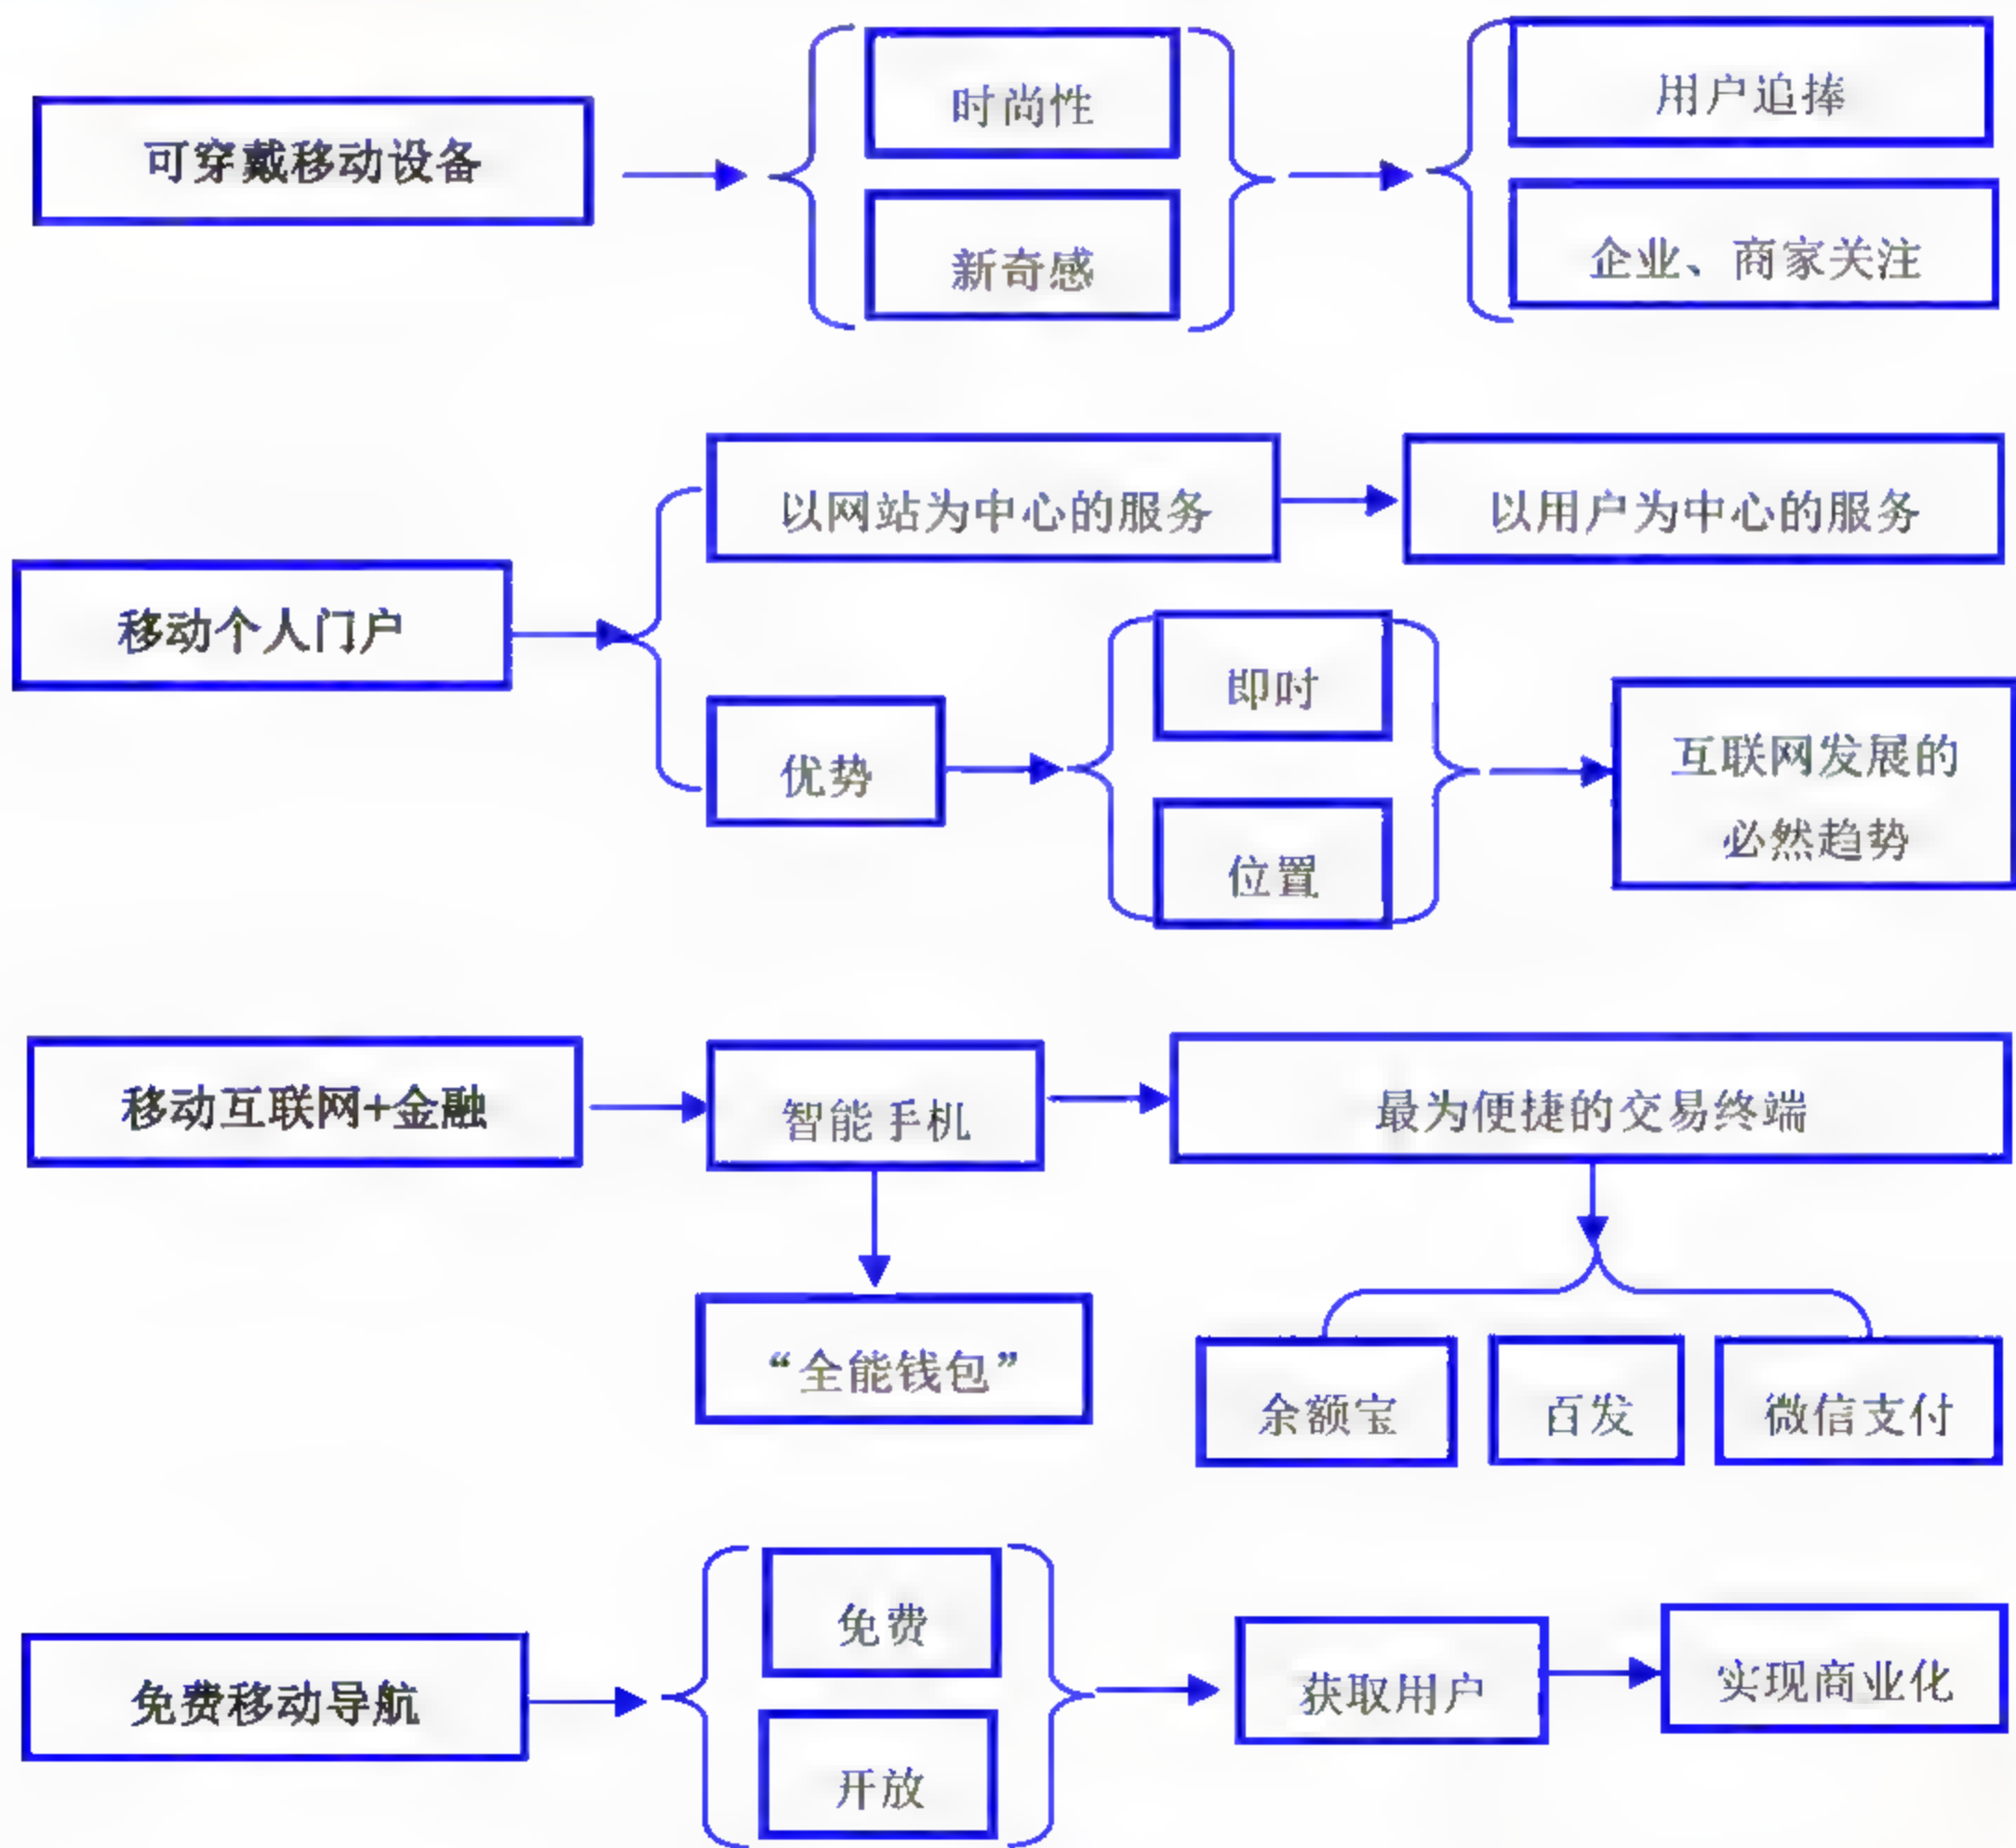 可穿戴移动设备
时尚性
新奇感
用户追捧
企业、商家关注
移动个人门户
以网站为中心的服务
以用户为中心的服务
优势
即时
位置
互联网发展的
必然趋势
移动互联网+金融
智能手机
最为便捷的交易终端
“全能钱包”
余额宝
百发
微信支付
免费移动导航
免费
开放
获取用户
实现商业化